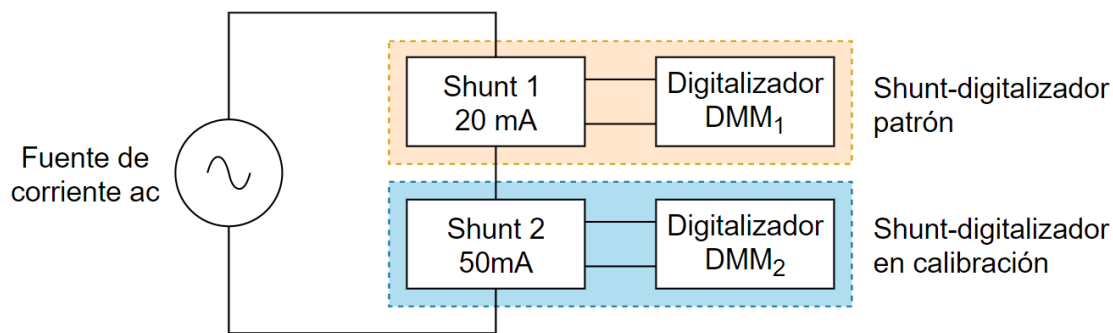 Fuente de
corriente ac
Shunt 1
20 mA
Digitalizador
DMM₁
Shunt-digitalizador
patrón
Shunt 2
50mA
Digitalizador
DMM₂
Shunt-digitalizador
en calibración